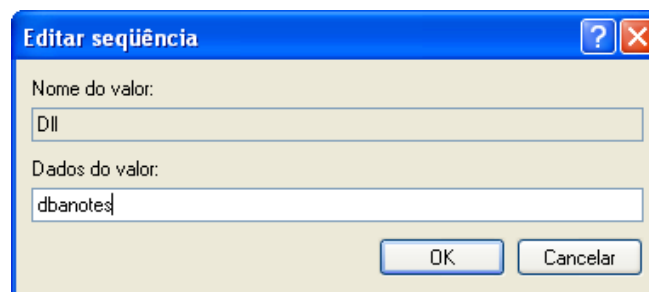 Editar seqüência
Nome do valor:
Dll
Dados do valor:
dbanotes
OK Cancelar